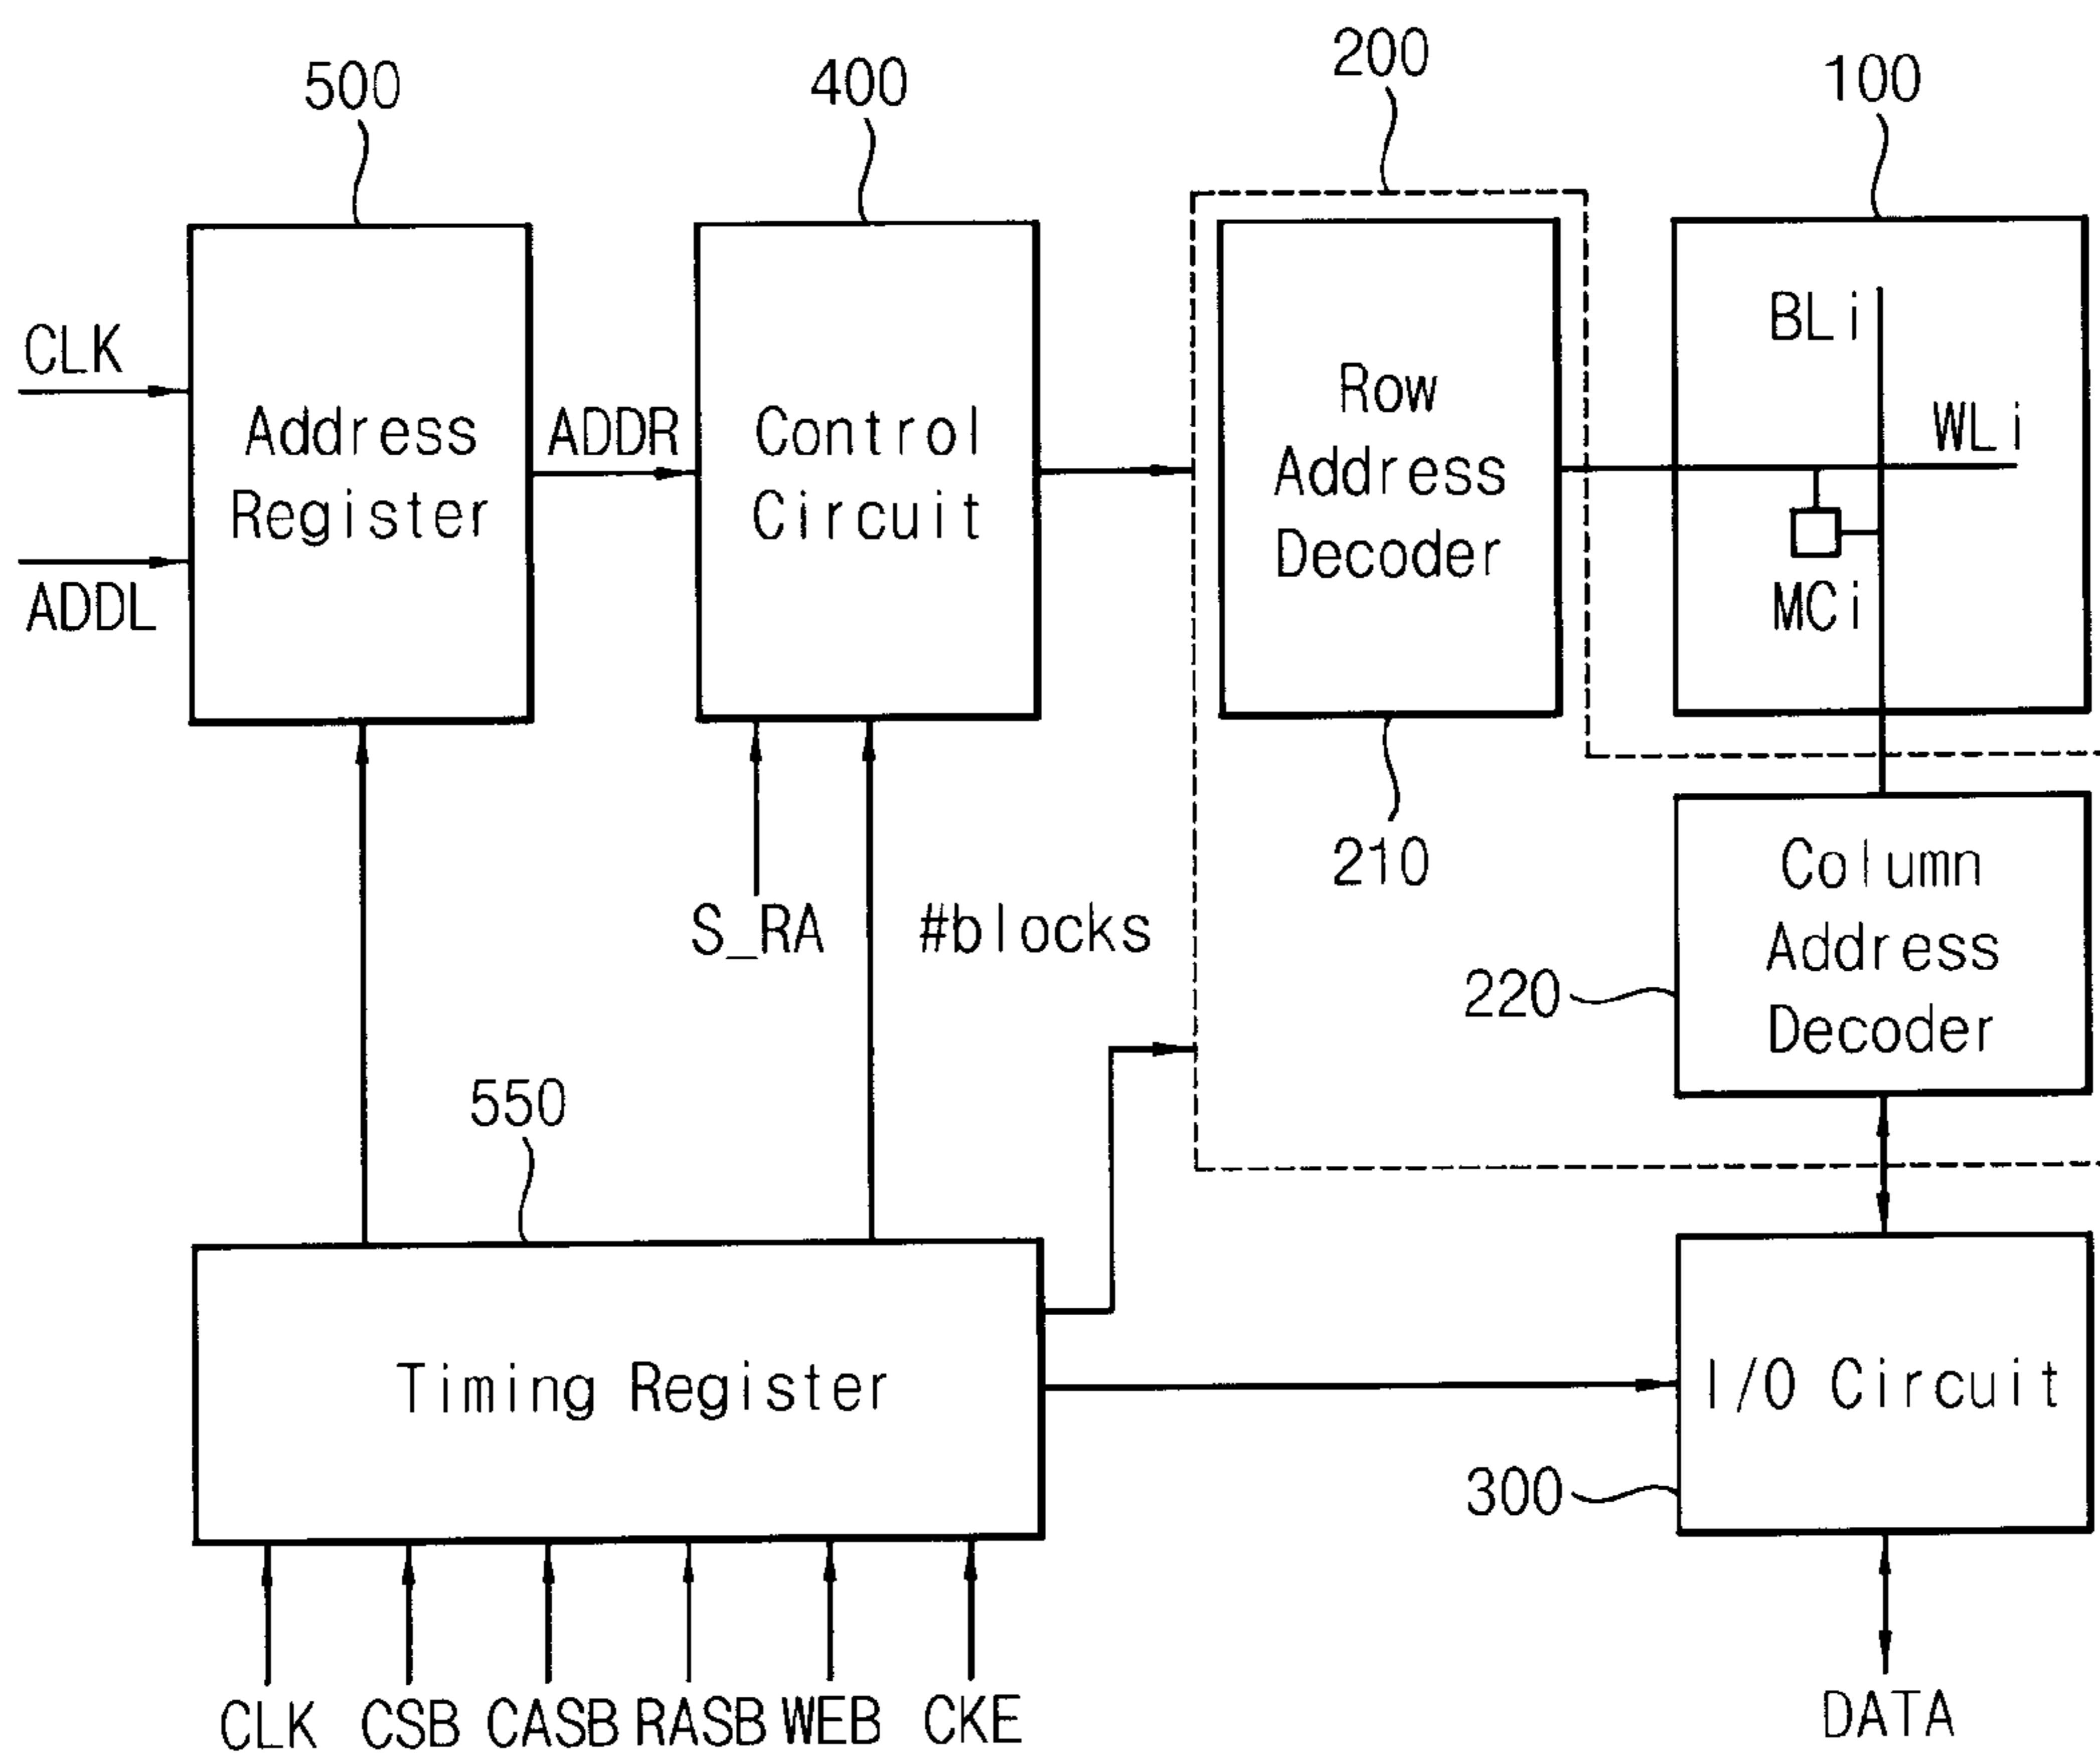 500
400
200
100
CLK
ADDL
Address
Register
ADDR
Control
Circuit
Row
Address
Decoder
210
BLi
WLi
MCi
S_RA
#blocks
Column
Address
Decoder
220
550
Timing Register
I/O Circuit
300
CLK
CSB
CASB
RASB
WEB
CKE
DATA